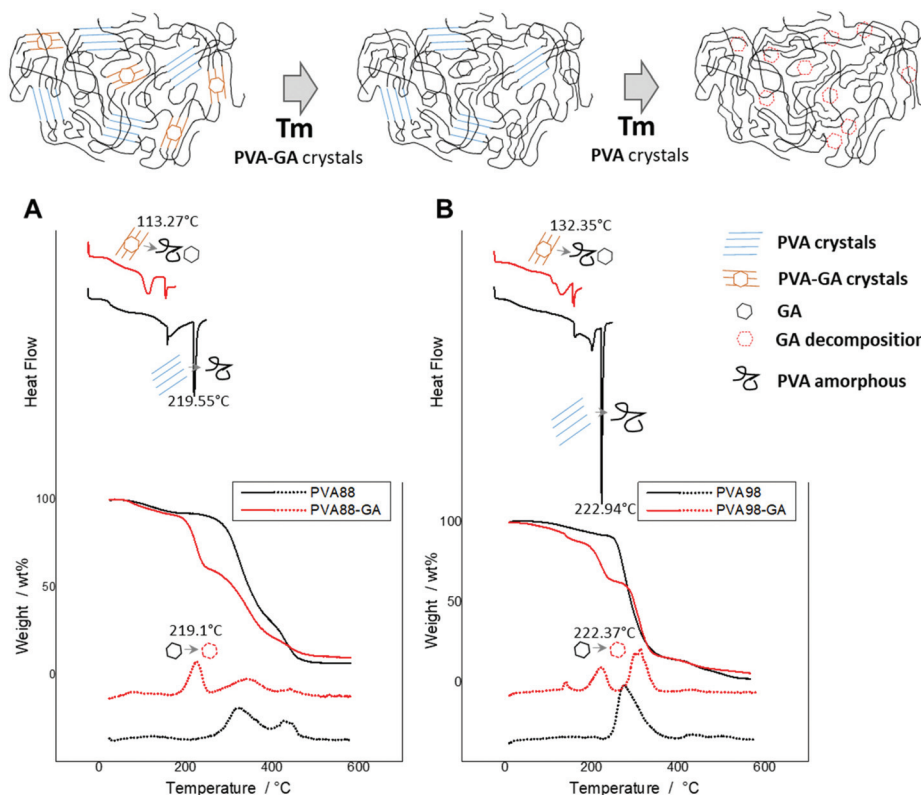 Tm
PVA-GA crystals
Tm
PVA crystals
A
113.27°C
Heat Flow
219.55°C
100
PVA88
PVA88-GA
Weight / wt%
50
219.1°C
0
0
200
400
600
Temperature / °C
B
132.35°C
Heat Flow
222.94°C
PVA98
PVA98-GA
100
Weight / wt%
50
222.37°C
0
0
200
400
600
Temperature / °C
PVA crystals
PVA-GA crystals
GA
GA decomposition
PVA amorphous